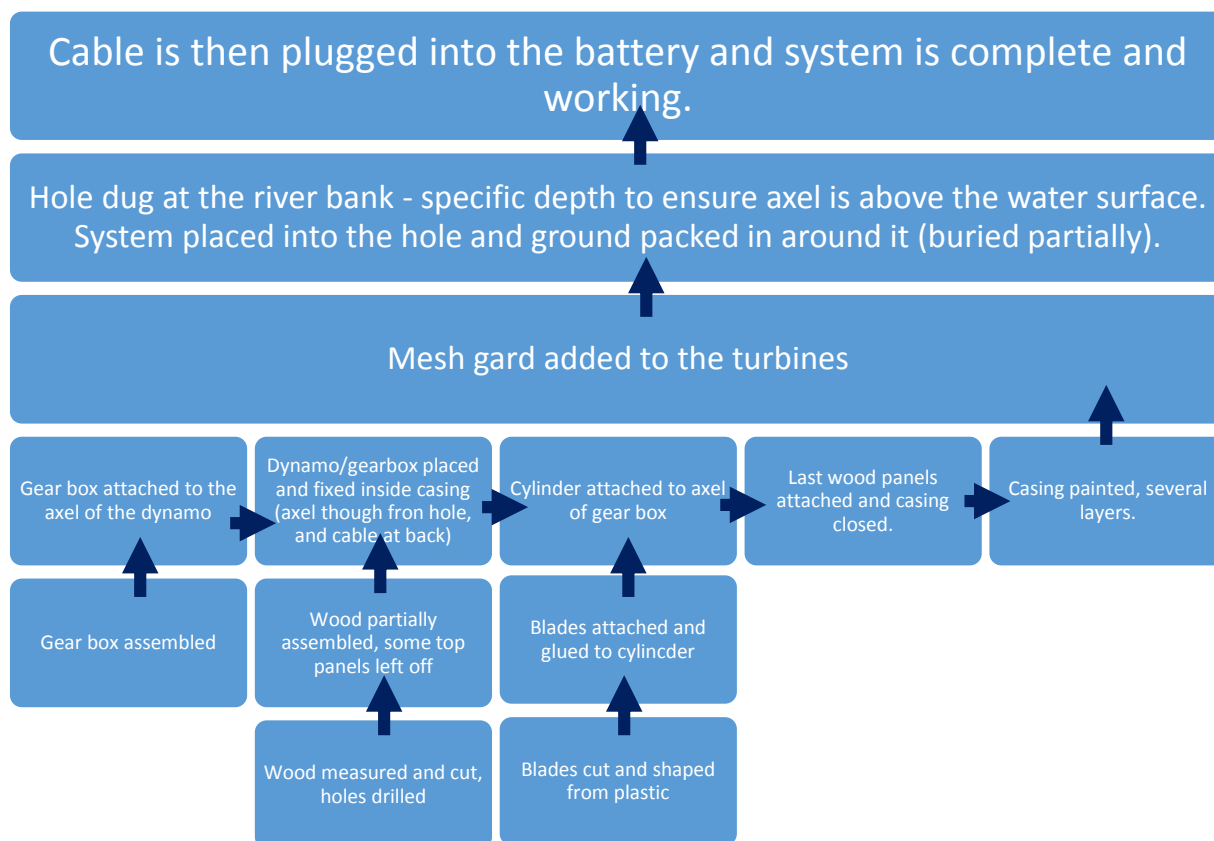 Cable is then plugged into the battery and system is complete and
working.
Hole dug at the river bank - specific depth to ensure axel is above the water surface.
System placed into the hole and ground packed in around it (buried partially).
Mesh gard added to the turbines
Gear box attached to the
axel of the dynamo
Dynamo/gearbox placed
and fixed inside casing
(axel though fron hole,
and cable at back)
Cylinder attached to axel
of gear box
Last wood panels
attached and casing
closed.
Casing painted, several
layers.
Gear box assembled
Wood partially
assembled, some top
panels left off
Blades attached and
glued to cylincder
Wood measured and cut,
holes drilled
Blades cut and shaped
from plastic